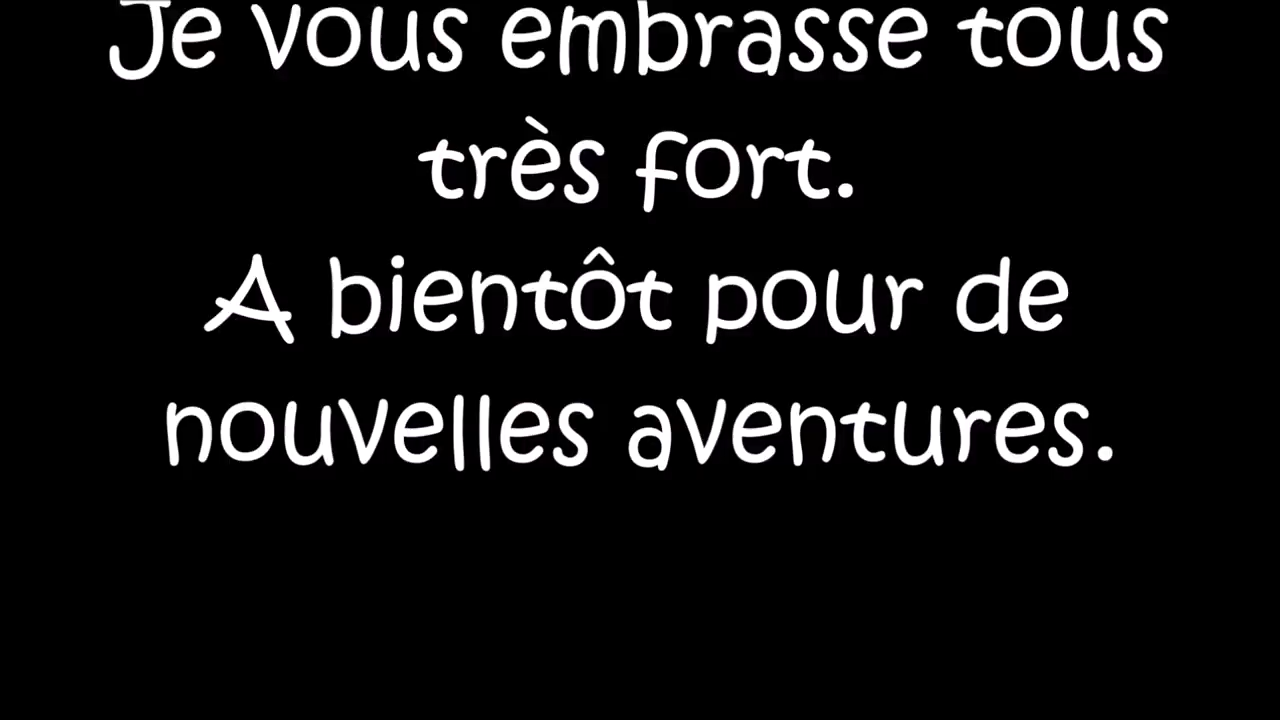 Je vous embrasse tous
très fort.
A bientôt pour de
nouvelles aventures.